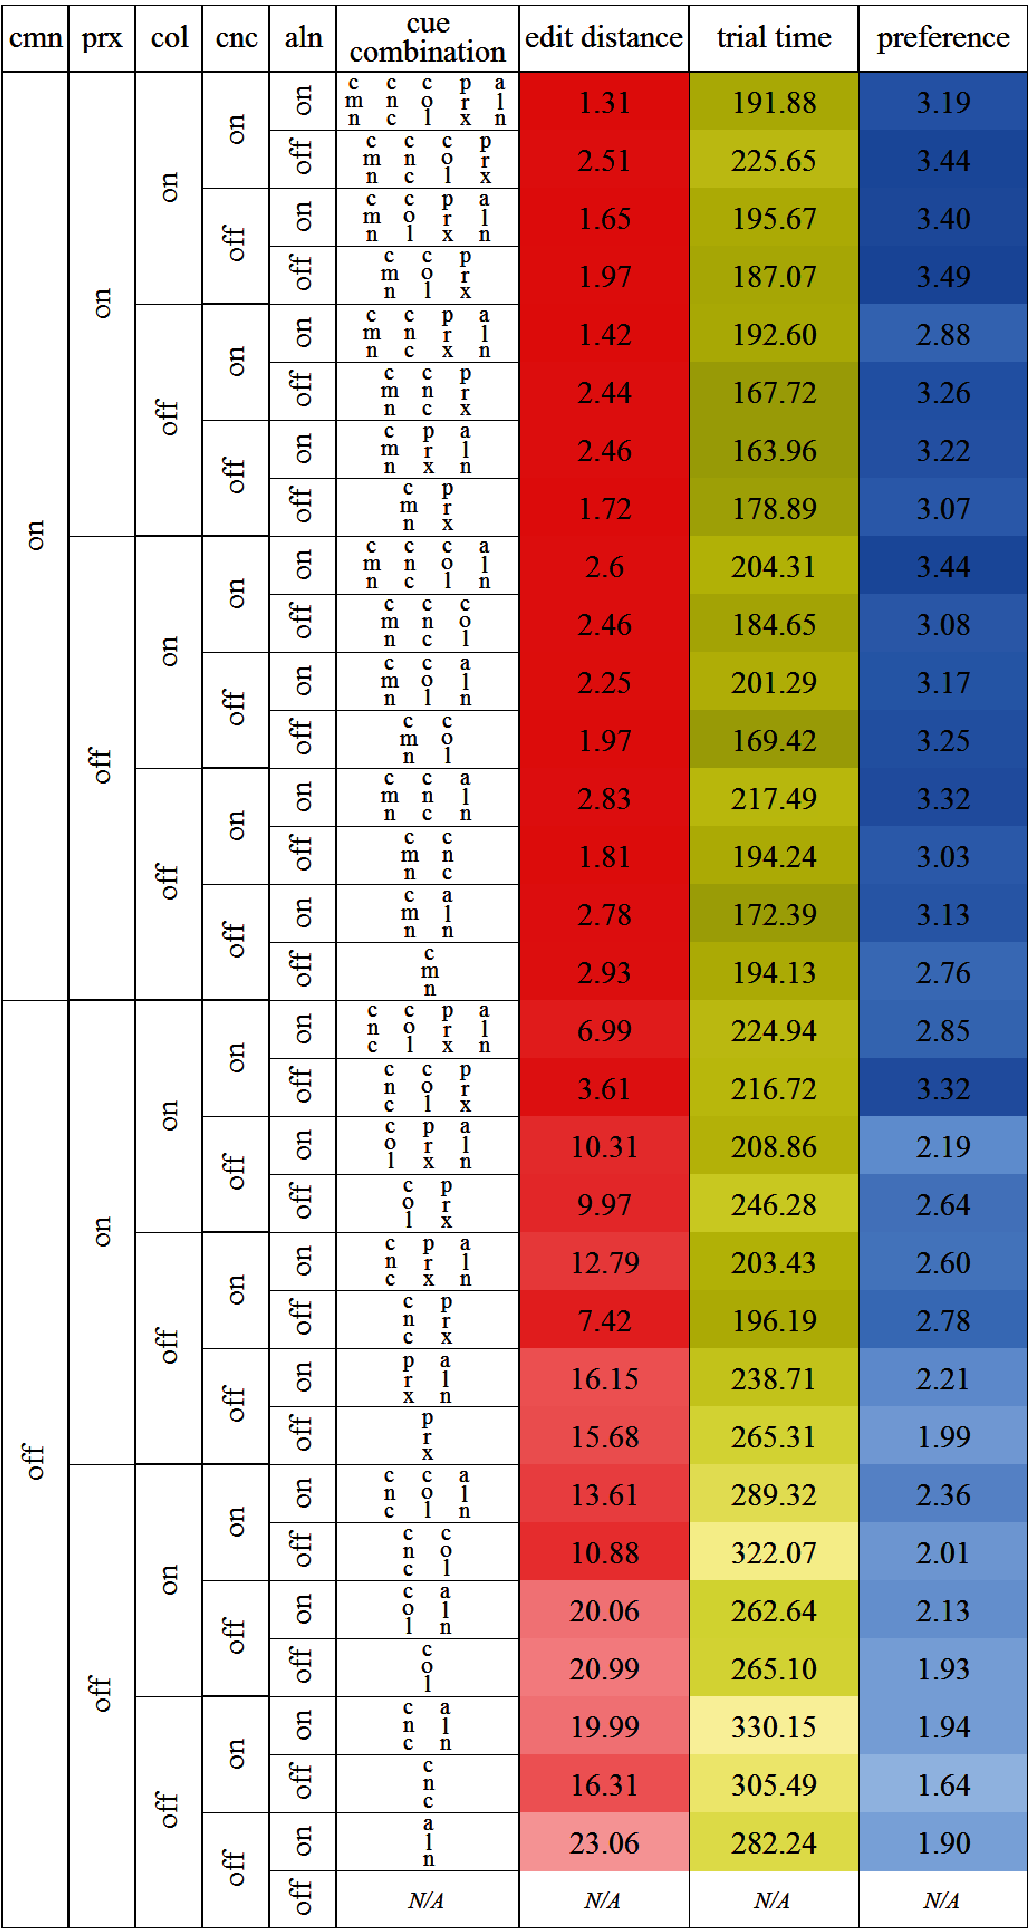 cmn prx col cnc aln cue combination edit distance trial time preference
on on on on on cmn cnc col prx aln 1.31 191.88 3.19
off cmn cnc col prx 2.51 225.65 3.44
off on cmn col prx aln 1.65 195.67 3.40
off cmn col prx 1.97 187.07 3.49
off on on cmn cnc prx aln 1.42 192.60 2.88
off cmn cnc prx 2.44 167.72 3.26
off on cmn prx aln 2.46 163.96 3.22
off cmn prx 1.72 178.89 3.07
off on on on cmn cnc col aln 2.6 204.31 3.44
off cmn cnc col 2.46 184.65 3.08
off on cmn col aln 2.25 201.29 3.17
off cmn col 1.97 169.42 3.25
off on on cmn cnc aln 2.83 217.49 3.32
off cmn cnc 1.81 194.24 3.03
off on cmn aln 2.78 172.39 3.13
off cmn 2.93 194.13 2.76
off on on on on cnc col prx aln 6.99 224.94 2.85
off cnc col prx 3.61 216.72 3.32
off on col prx aln 10.31 208.86 2.19
off col prx 9.97 246.28 2.64
off on on cnc prx aln 12.79 203.43 2.60
off cnc prx 7.42 196.19 2.78
off on prx aln 16.15 238.71 2.21
off prx 15.68 265.31 1.99
off on on on cnc col aln 13.61 289.32 2.36
off cnc col 10.88 322.07 2.01
off on col aln 20.06 262.64 2.13
off col 20.99 265.10 1.93
off on on cnc aln 19.99 330.15 1.94
off cnc 16.31 305.49 1.64
off on aln 23.06 282.24 1.90
off N/A N/A N/A N/A